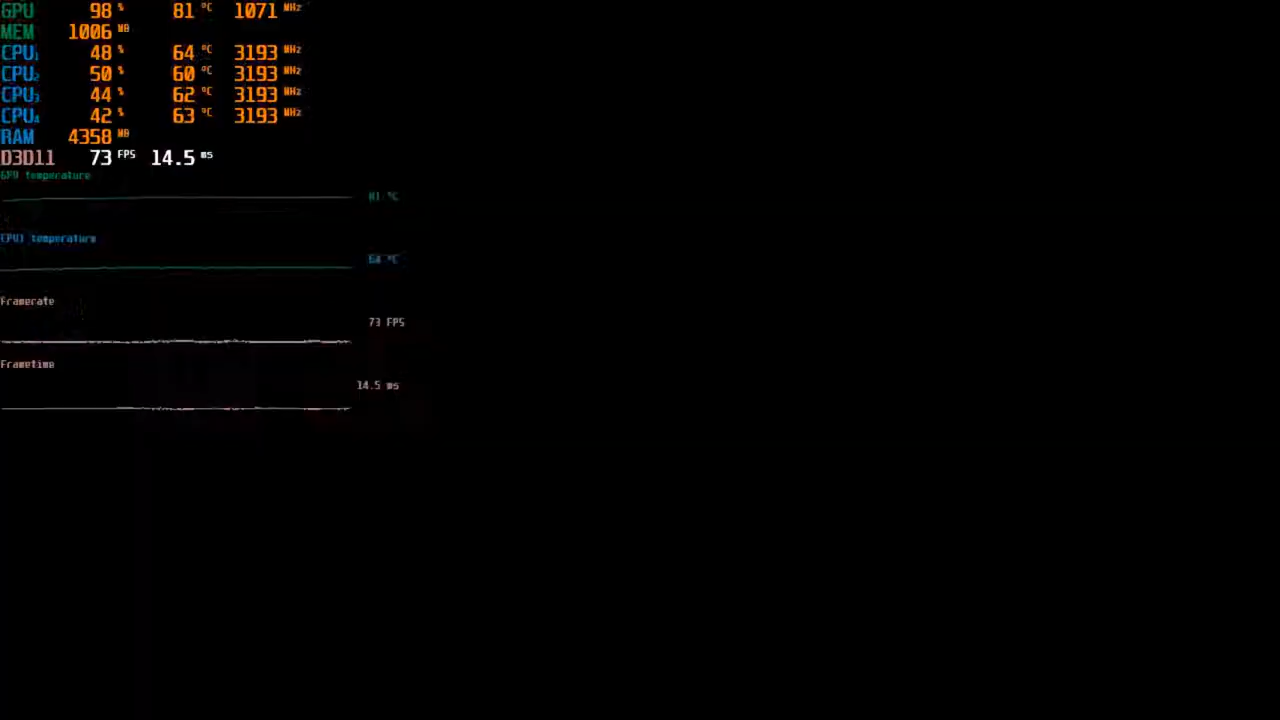 GPU 98 % 81 °C 1071 MHz
MEM 1006 MB
CPU1 48 % 64 °C 3193 MHz
CPU2 50 % 60 °C 3193 MHz
CPU3 44 % 62 °C 3193 MHz
CPU4 42 % 63 °C 3193 MHz
RAM 4358 MB
D3D11 73 FPS 14.5 ms
GPU temperature
81 °C
CPU1 temperature
64 °C
Framerate
73 FPS
Frametime
14.5 ms